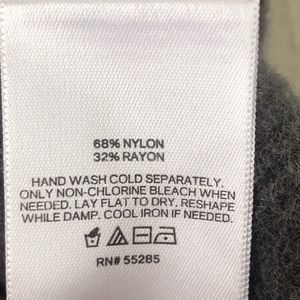 68% NYLON
32% RAYON
HAND WASH COLD SEPARATELY.
ONLY NON-CHLORINE BLEACH WHEN
NEEDED. LAY FLAT TO DRY. RESHAPE
WHILE DAMP. COOL IRON IF NEEDED.
RN# 55285